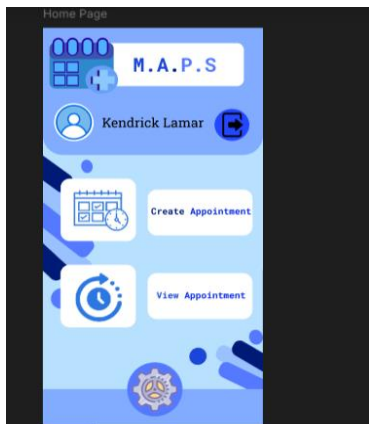 Home Page
M.A.P.S
Kendrick Lamar
Create Appointment
View Appointment